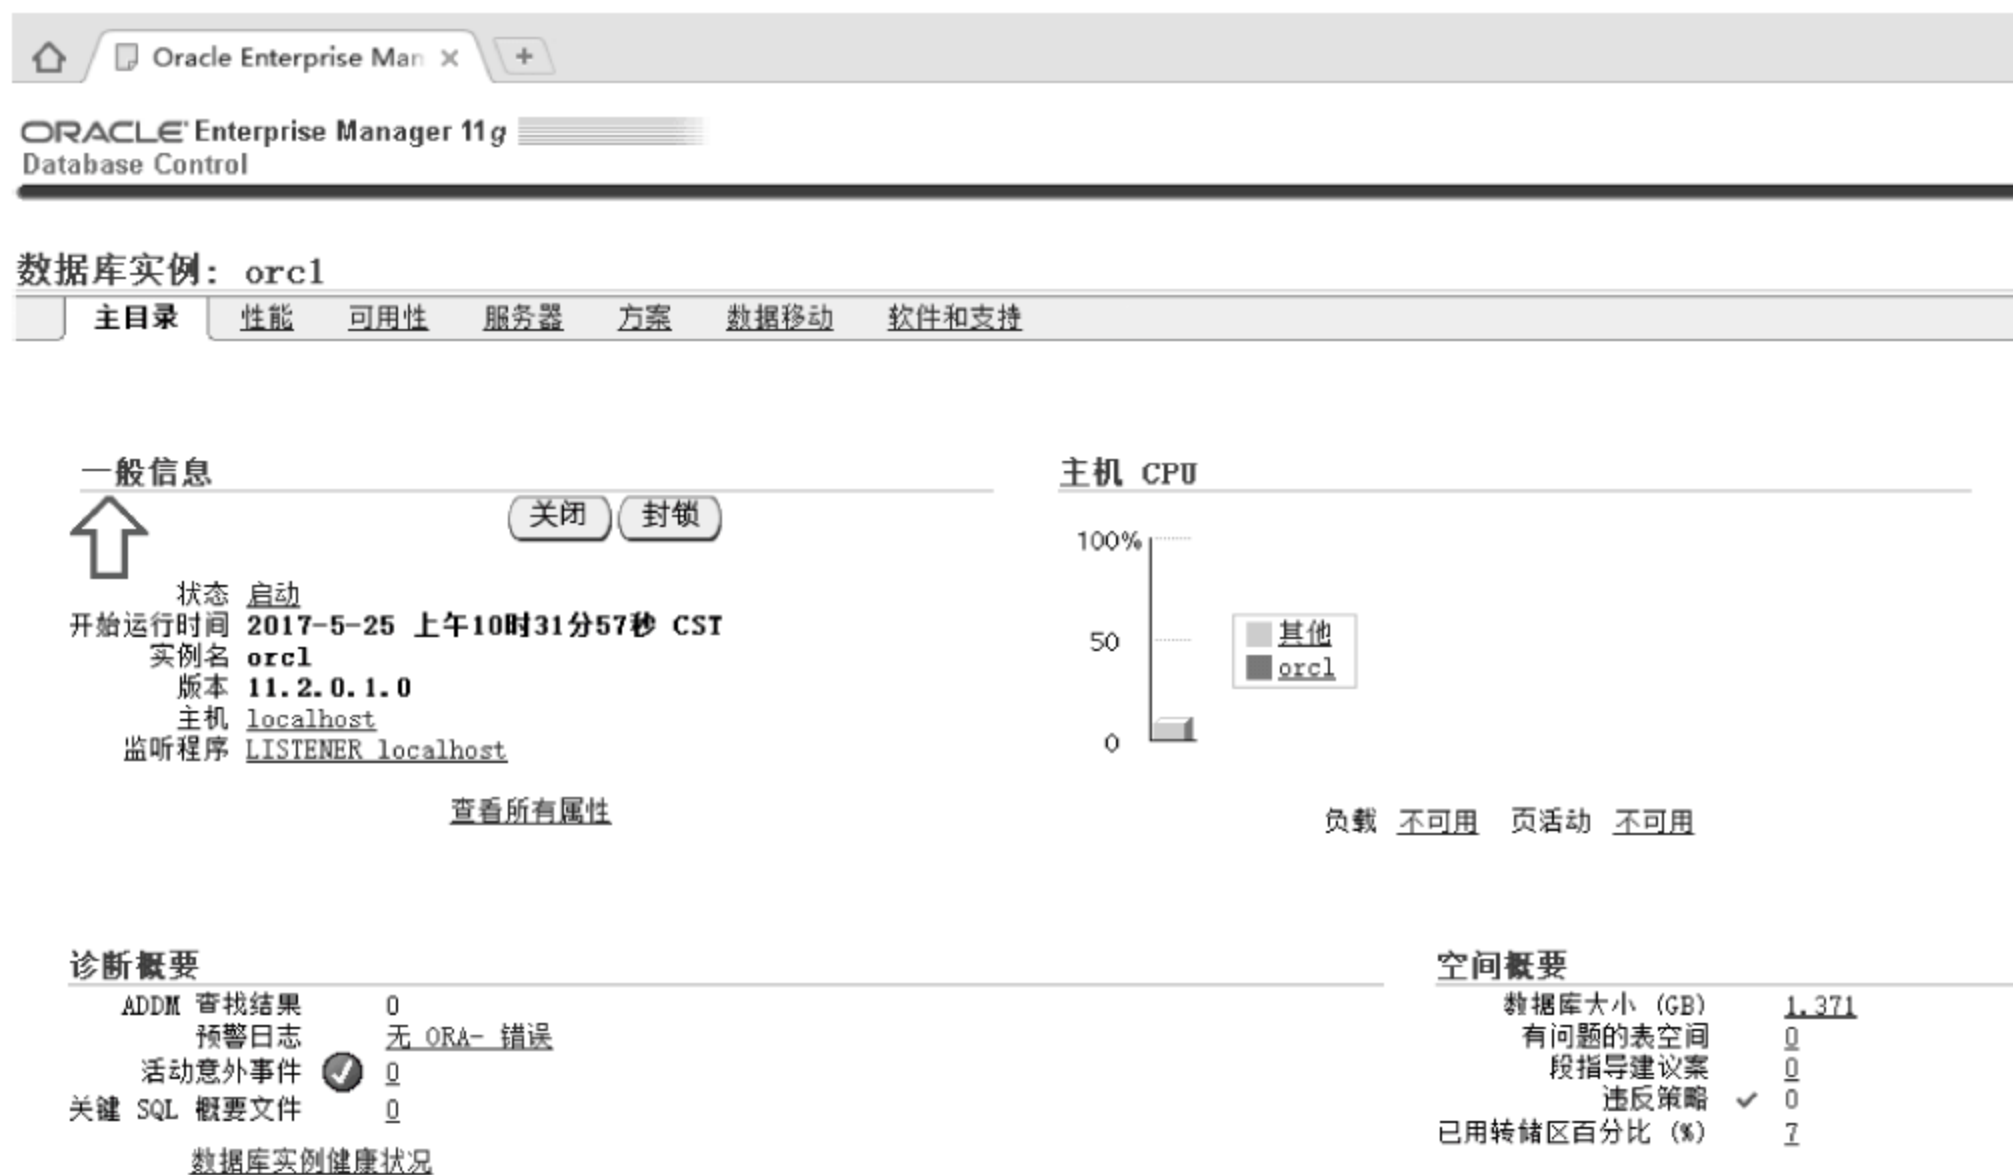 Oracle Enterprise Man
ORACLE Enterprise Manager 11g
Database Control
数据库实例: orcl
主目录 性能 可用性 服务器 方案 数据移动 软件和支持
一般信息
关闭 封锁
状态 启动
开始运行时间 2017-5-25 上午10时31分57秒 CST
实例名 orcl
版本 11.2.0.1.0
主机 localhost
监听程序 LISTENER_localhost
查看所有属性
主机 CPU
100%
50
0
其他
orcl
负载 不可用 页活动 不可用
诊断概要
ADDM 查找结果 0
预警日志 无 ORA- 错误
活动意外事件 0
关键 SQL 概要文件 0
数据库实例健康状况
空间概要
数据库大小 (GB) 1.371
有问题的表空间 0
段指导建议案 0
违反策略 0
已用转储区百分比 (%) 7